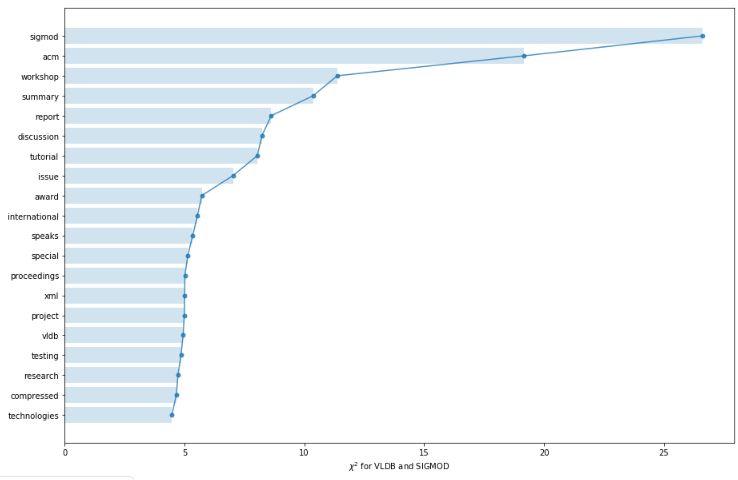 sigmod
acm
workshop
summary
report
discussion
tutorial
issue
award
international
speaks
special
proceedings
xml
project
vldb
testing
research
compressed
technologies
0 5 10 15 20 25
χ² for VLDB and SIGMOD